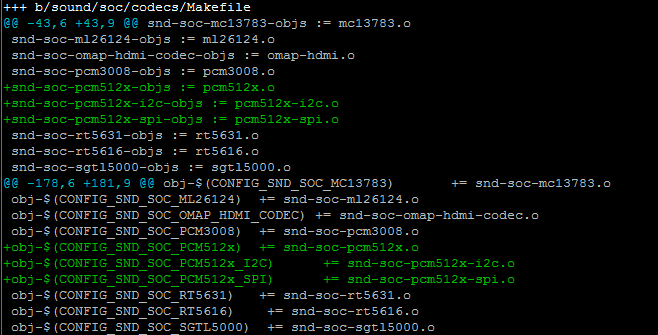 +++ b/sound/soc/codecs/Makefile
@@ -43,6 +43,9 @@ snd-soc-mc13783-objs := mc13783.o
 snd-soc-ml26124-objs := ml26124.o
 snd-soc-omap-hdmi-codec-objs := omap-hdmi.o
 snd-soc-pcm3008-objs := pcm3008.o
+snd-soc-pcm512x-objs := pcm512x.o
+snd-soc-pcm512x-i2c-objs := pcm512x-i2c.o
+snd-soc-pcm512x-spi-objs := pcm512x-spi.o
 snd-soc-rt5631-objs := rt5631.o
 snd-soc-rt5616-objs := rt5616.o
 snd-soc-sgtl5000-objs := sgtl5000.o
@@ -178,6 +181,9 @@ obj-$(CONFIG_SND_SOC_MC13783)       += snd-soc-mc13783.o
 obj-$(CONFIG_SND_SOC_ML26124)  += snd-soc-ml26124.o
 obj-$(CONFIG_SND_SOC_OMAP_HDMI_CODEC) += snd-soc-omap-hdmi-codec.o
 obj-$(CONFIG_SND_SOC_PCM3008)  += snd-soc-pcm3008.o
+obj-$(CONFIG_SND_SOC_PCM512x)  += snd-soc-pcm512x.o
+obj-$(CONFIG_SND_SOC_PCM512x_I2C)      += snd-soc-pcm512x-i2c.o
+obj-$(CONFIG_SND_SOC_PCM512x_SPI)      += snd-soc-pcm512x-spi.o
 obj-$(CONFIG_SND_SOC_RT5631)   += snd-soc-rt5631.o
 obj-$(CONFIG_SND_SOC_RT5616)   += snd-soc-rt5616.o
 obj-$(CONFIG_SND_SOC_SGTL5000)  += snd-soc-sgtl5000.o